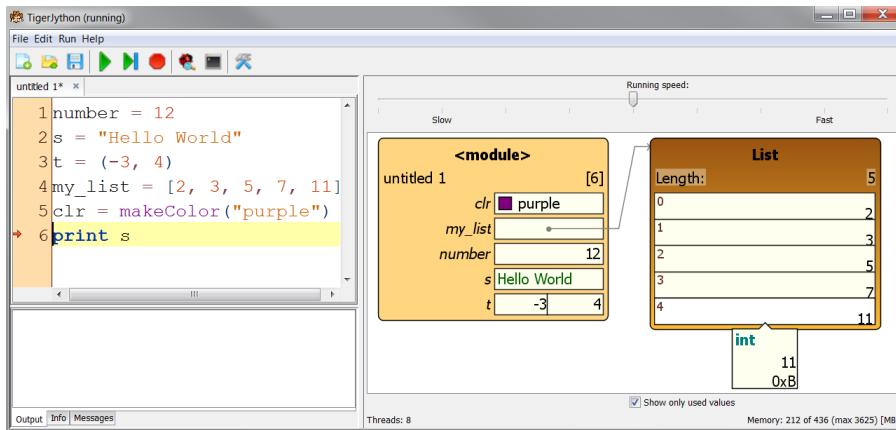 TigerJython (running)
File Edit Run Help
untitled 1*
1 number = 12
2 s = "Hello World"
3 t = (-3, 4)
4 my_list = [2, 3, 5, 7, 11]
5 clr = makeColor("purple")
6 print s
Output Info Messages
Running speed:
Slow Fast
<module>
untitled 1 [6]
clr purple
my_list
number 12
s Hello World
t -3 4
List
Length: 5
0 2
1 3
2 5
3 7
4 11
int
11
0xB
Show only used values
Threads: 8 Memory: 212 of 436 (max 3625) [MB